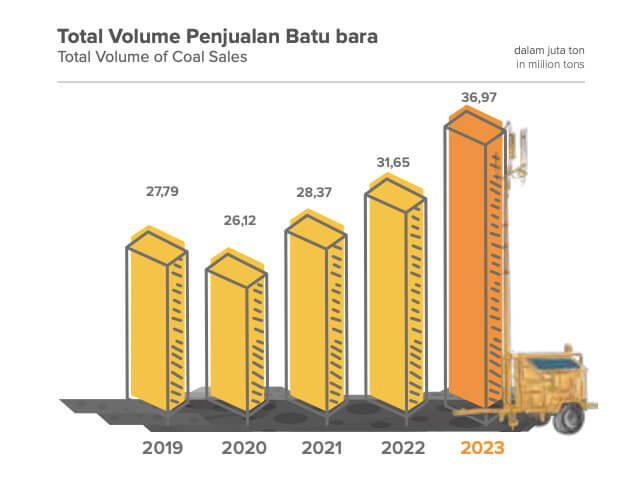 Total Volume Penjualan Batu bara
Total Volume of Coal Sales
dalam juta ton
in miilion tons
36,97
31,65
28,37
27,79
26,12
2019 2020 2021 2022 2023